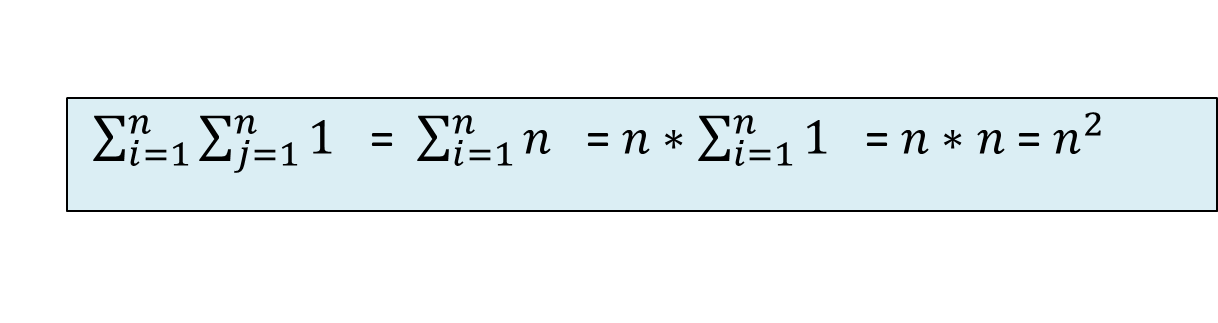 ∑ⁿᵢ₌₁ ∑ⁿⱼ₌₁ 1 = ∑ⁿᵢ₌₁ n = n * ∑ⁿᵢ₌₁ 1 = n * n = n²